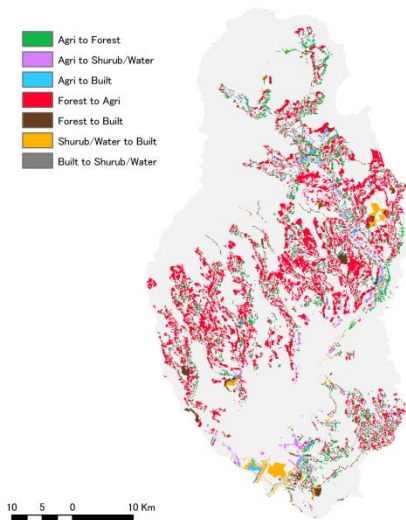 Agri to Forest
Agri to Shurub/Water
Agri to Built
Forest to Agri
Forest to Built
Shurub/Water to Built
Built to Shurub/Water
10 5 0 10 Km